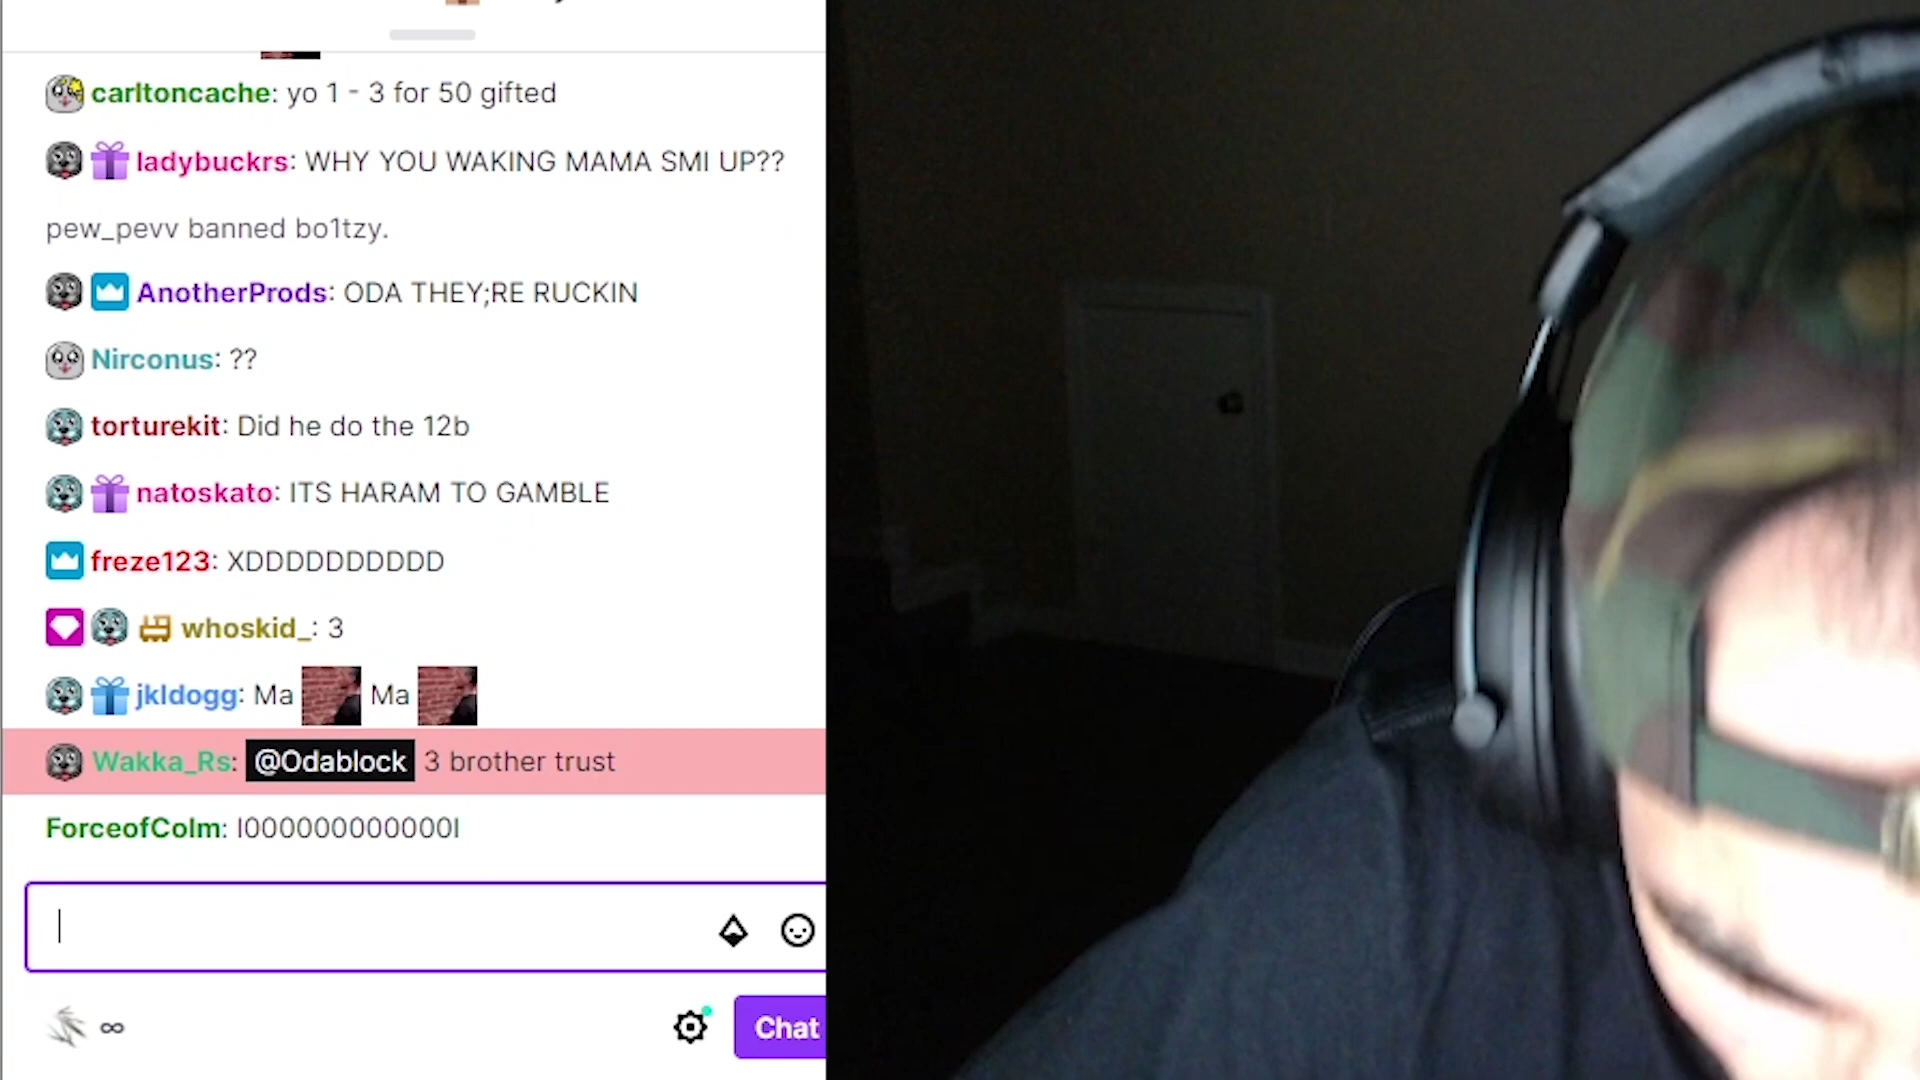 carltoncache: yo 1 - 3 for 50 gifted
ladybuckrs: WHY YOU WAKING MAMA SMI UP??
pew_pevv banned bo1tzy.
AnotherProds: ODA THEY;RE RUCKIN
Nirconus: ??
torturekit: Did he do the 12b
natoskato: ITS HARAM TO GAMBLE
freze123: XDDDDDDDDDD
whoskid_: 3
jkldogg: Ma Ma
Wakka_Rs: @Odablock 3 brother trust
ForceofColm: l000000000000l
∞
Chat